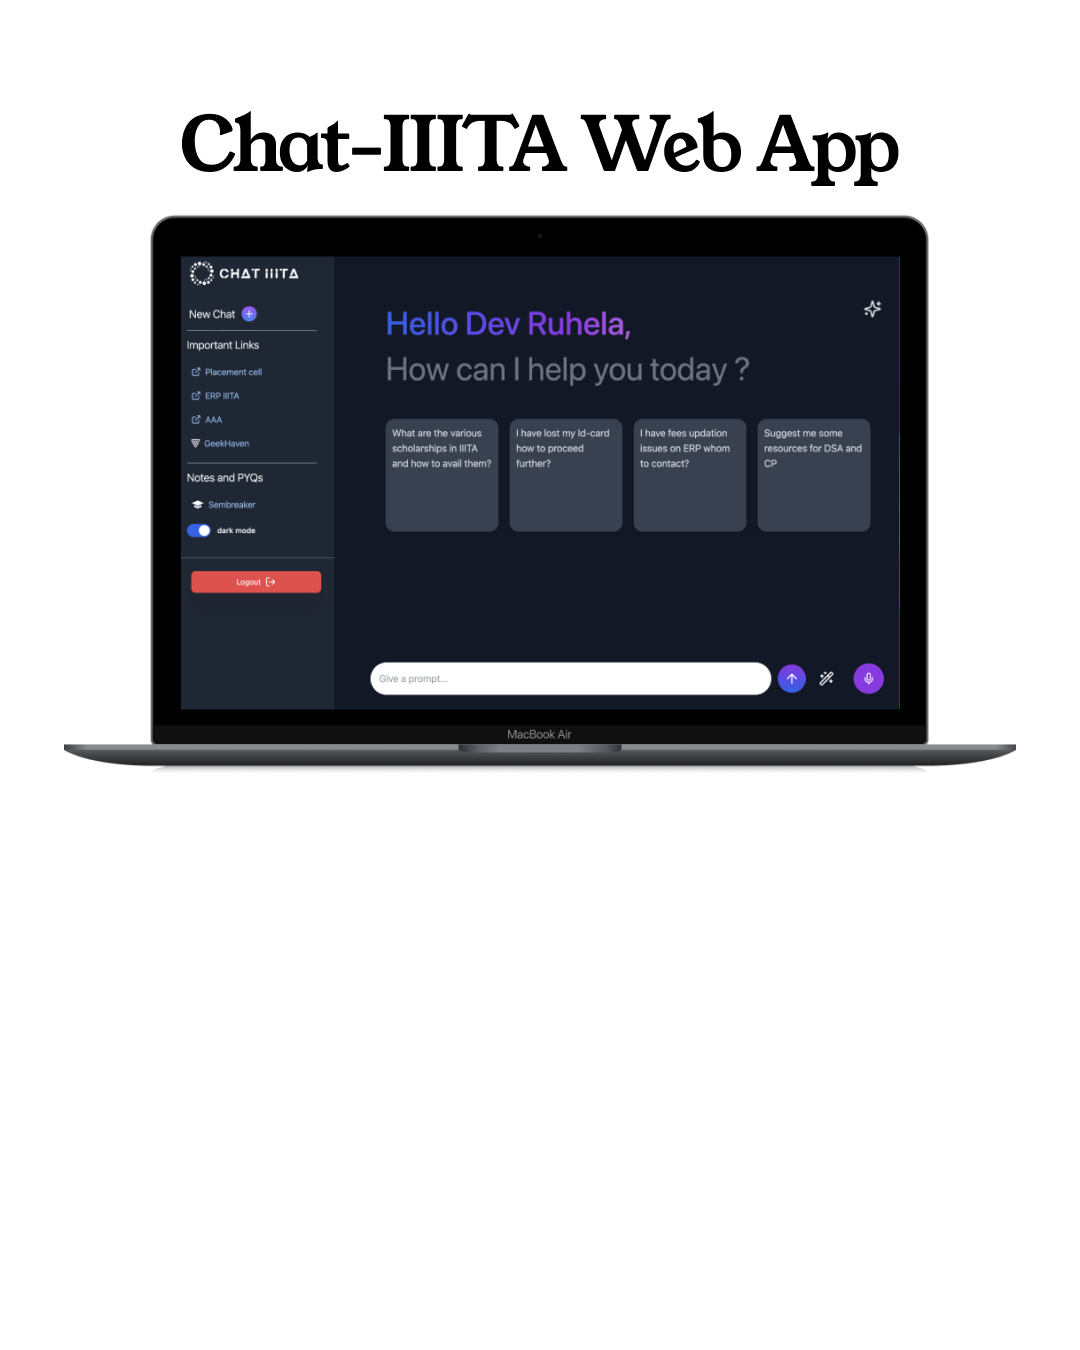 Chat-IIITA Web App
CHAT IIITA
New Chat
Important Links
Placement cell
ERP IIITA
AAA
GeekHaven
Notes and PYQs
Sembreaker
dark mode
Logout
Hello Dev Ruhela,
How can I help you today ?
What are the various
scholarships in IIITA
and how to avail them?
I have lost my Id-card
how to proceed
further?
I have fees updation
issues on ERP whom
to contact?
Suggest me some
resources for DSA and
CP
Give a prompt...
MacBook Air